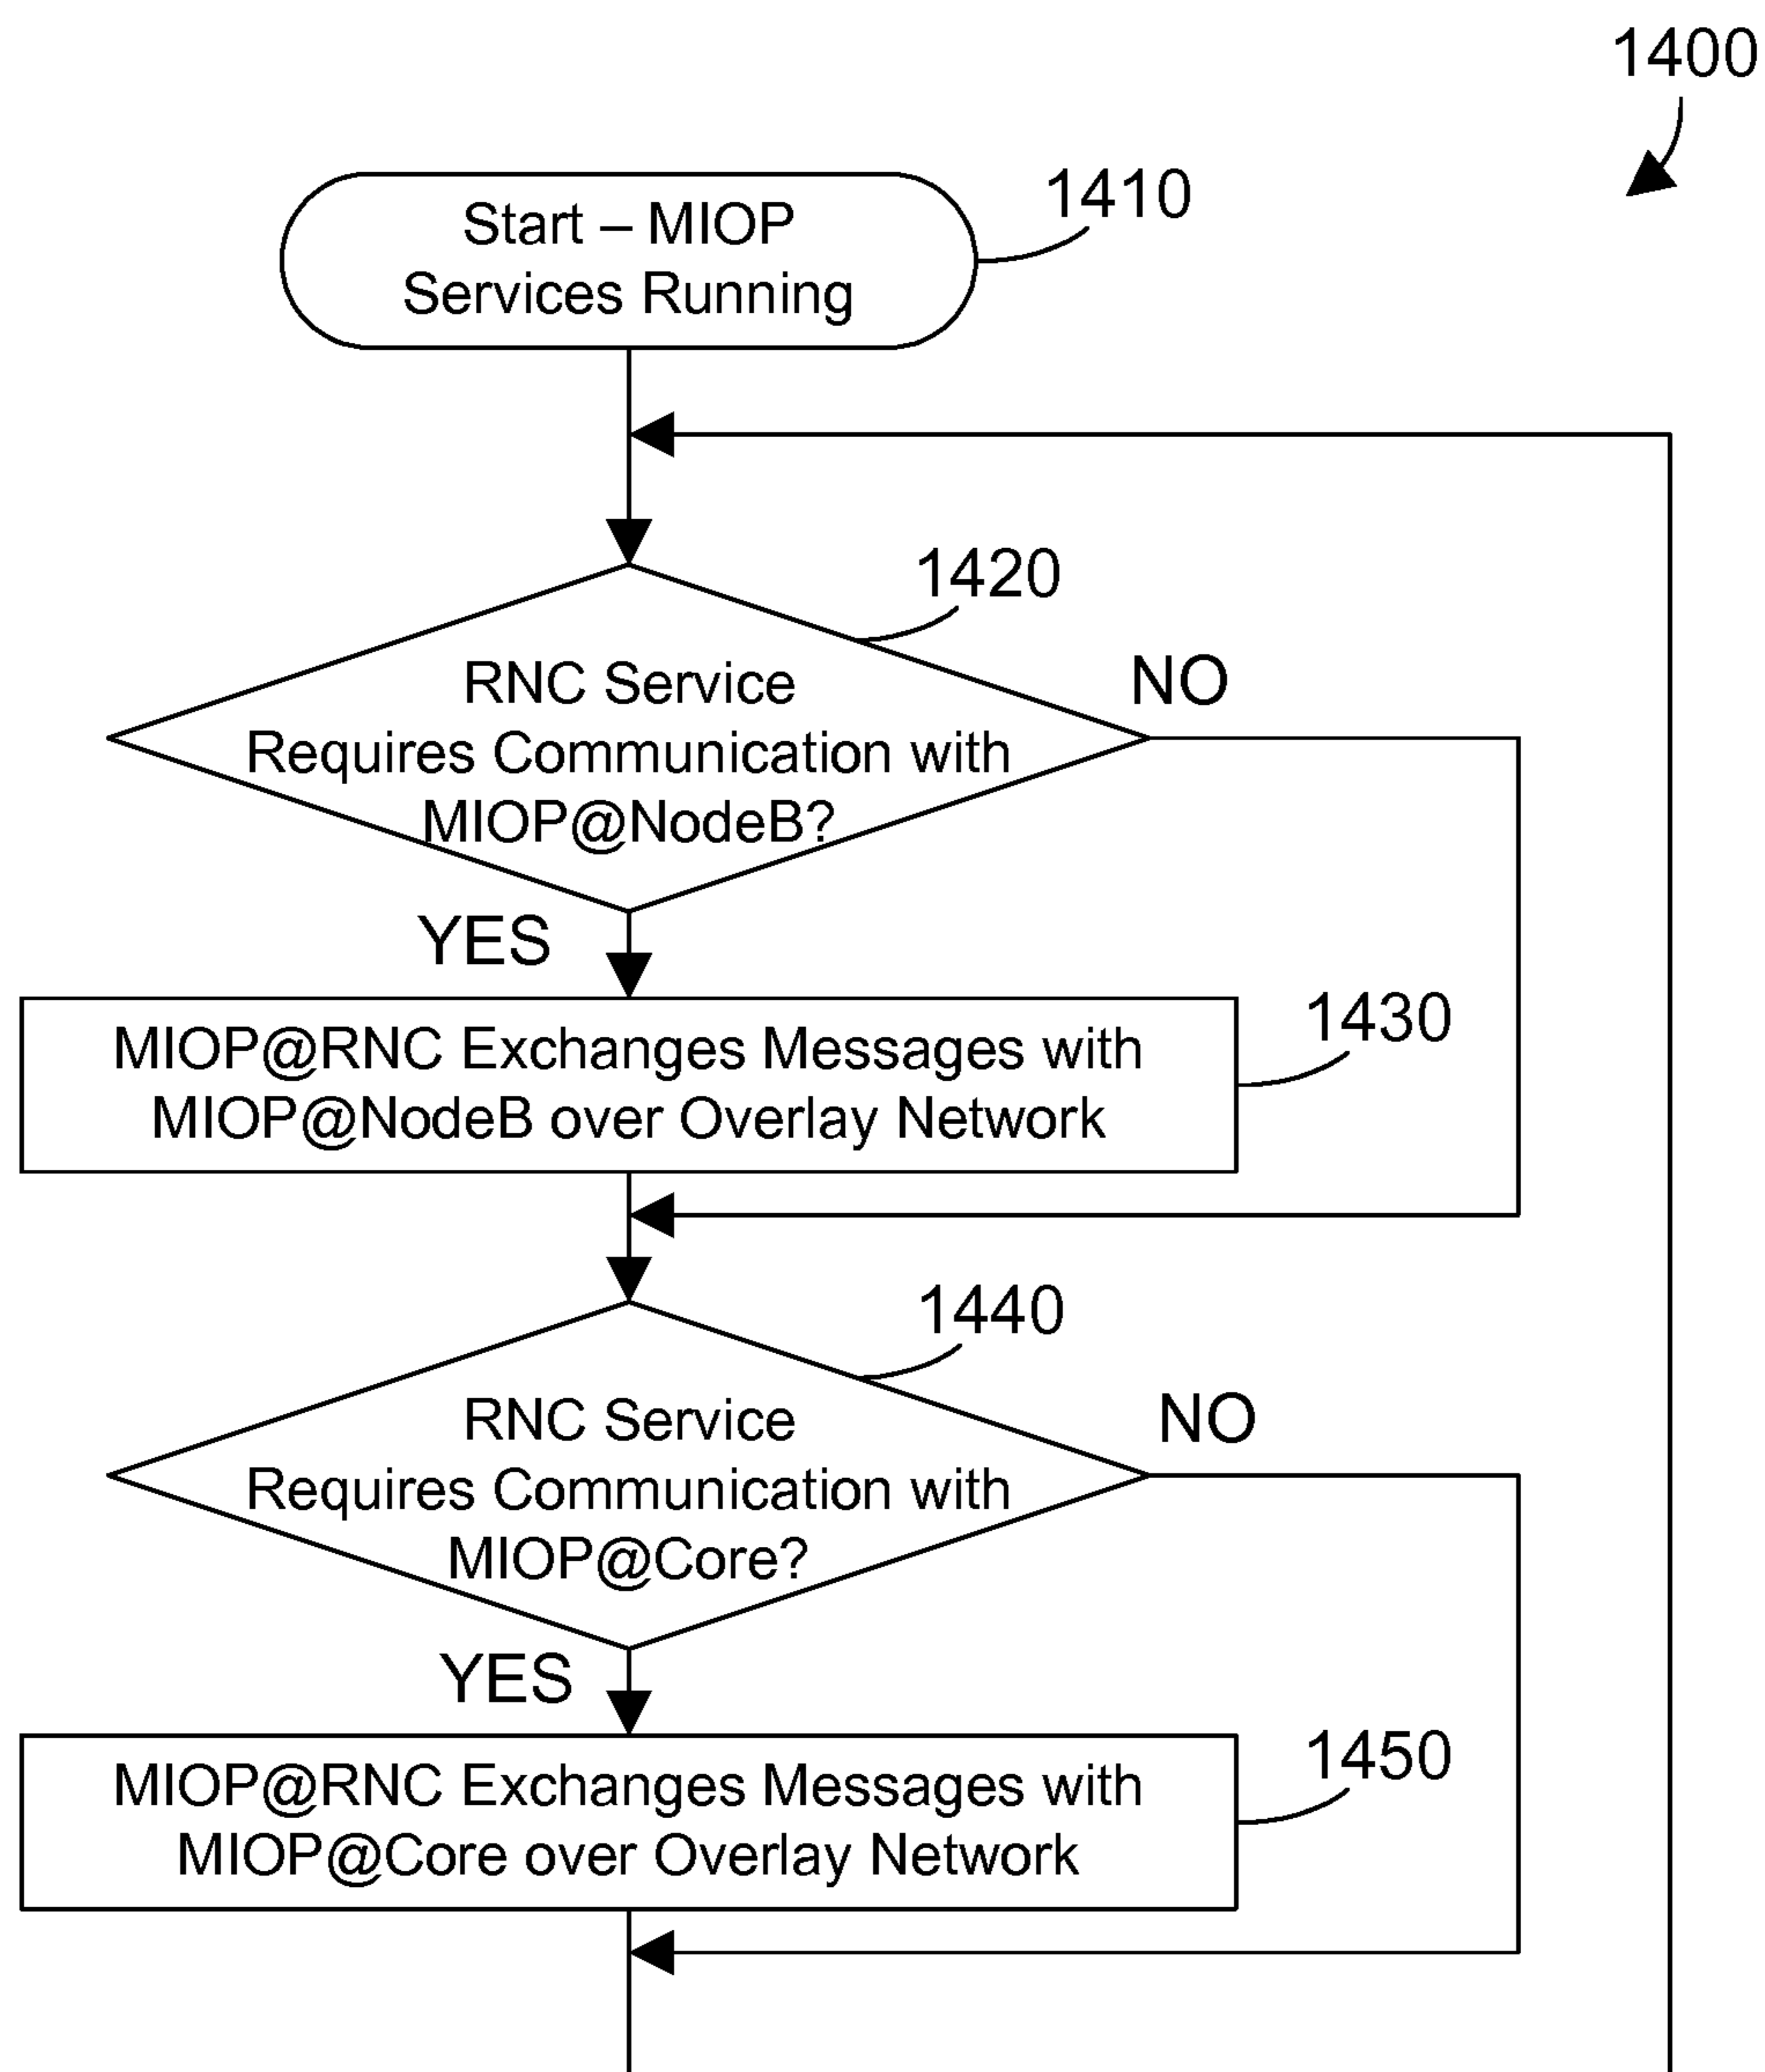 1400
Start – MIOP
Services Running
1410
1420
RNC Service
Requires Communication with
MIOP@NodeB?
NO
YES
MIOP@RNC Exchanges Messages with
MIOP@NodeB over Overlay Network
1430
1440
RNC Service
Requires Communication with
MIOP@Core?
NO
YES
MIOP@RNC Exchanges Messages with
MIOP@Core over Overlay Network
1450